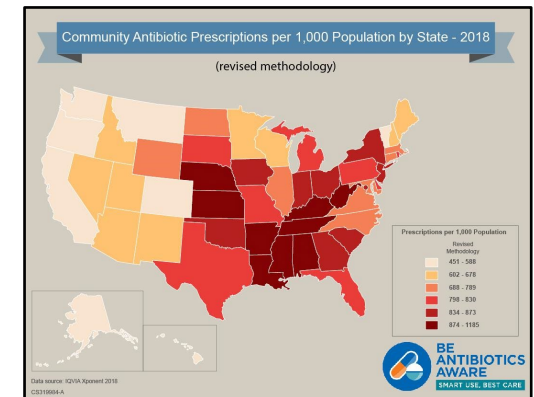 Community Antibiotic Prescriptions per 1,000 Population by State - 2018
(revised methodology)
Prescriptions per 1,000 Population
Revised
Methodology
451 - 588
602 - 678
688 - 789
798 - 830
834 - 873
874 - 1185
BE
ANTIBIOTICS
AWARE
SMART USE, BEST CARE
Data source: IQVIA Xponent 2018
CS319984-A